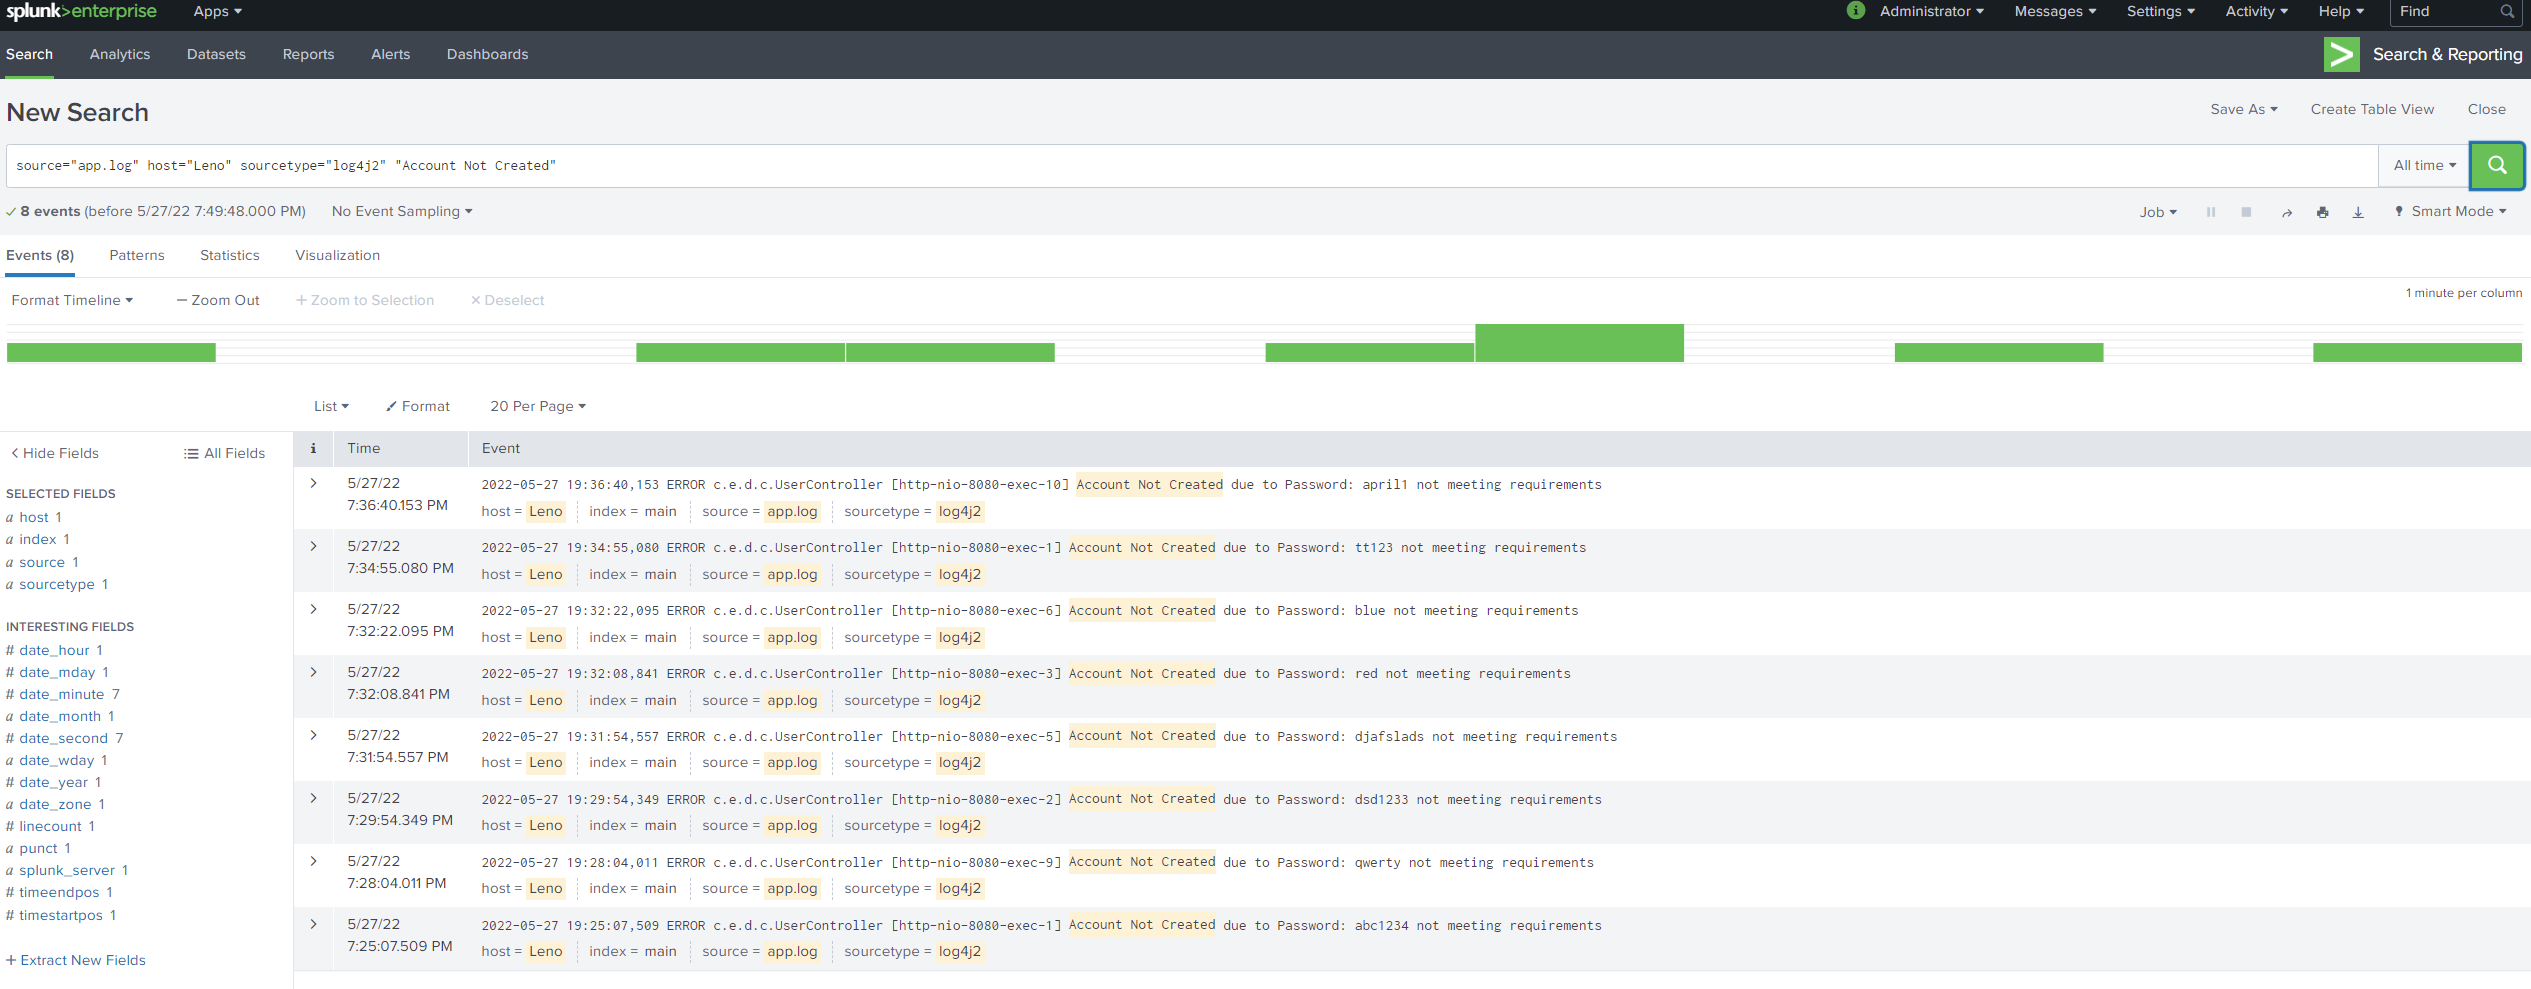 splunk>enterprise Apps Administrator Messages Settings Activity Help Find
Search Analytics Datasets Reports Alerts Dashboards Search & Reporting
New Search Save As Create Table View Close
source="app.log" host="Leno" sourcetype="log4j2" "Account Not Created" All time
8 events (before 5/27/22 7:49:48.000 PM) No Event Sampling Job Smart Mode
Events (8) Patterns Statistics Visualization
Format Timeline — Zoom Out + Zoom to Selection × Deselect 1 minute per column
List Format 20 Per Page
< Hide Fields All Fields
SELECTED FIELDS
a host 1
a index 1
a source 1
a sourcetype 1
INTERESTING FIELDS
# date_hour 1
# date_mday 1
# date_minute 7
a date_month 1
# date_second 7
a date_wday 1
# date_year 1
a date_zone 1
# linecount 1
a punct 1
a splunk_server 1
# timeendpos 1
# timestartpos 1
+ Extract New Fields
i Time Event
> 5/27/22 2022-05-27 19:36:40,153 ERROR c.e.d.c.UserController [http-nio-8080-exec-10] Account Not Created due to Password: april1 not meeting requirements
7:36:40.153 PM host = Leno index = main source = app.log sourcetype = log4j2
> 5/27/22 2022-05-27 19:34:55,080 ERROR c.e.d.c.UserController [http-nio-8080-exec-1] Account Not Created due to Password: tt123 not meeting requirements
7:34:55.080 PM host = Leno index = main source = app.log sourcetype = log4j2
> 5/27/22 2022-05-27 19:32:22,095 ERROR c.e.d.c.UserController [http-nio-8080-exec-6] Account Not Created due to Password: blue not meeting requirements
7:32:22.095 PM host = Leno index = main source = app.log sourcetype = log4j2
> 5/27/22 2022-05-27 19:32:08,841 ERROR c.e.d.c.UserController [http-nio-8080-exec-3] Account Not Created due to Password: red not meeting requirements
7:32:08.841 PM host = Leno index = main source = app.log sourcetype = log4j2
> 5/27/22 2022-05-27 19:31:54,557 ERROR c.e.d.c.UserController [http-nio-8080-exec-5] Account Not Created due to Password: djafslads not meeting requirements
7:31:54.557 PM host = Leno index = main source = app.log sourcetype = log4j2
> 5/27/22 2022-05-27 19:29:54,349 ERROR c.e.d.c.UserController [http-nio-8080-exec-2] Account Not Created due to Password: dsd1233 not meeting requirements
7:29:54.349 PM host = Leno index = main source = app.log sourcetype = log4j2
> 5/27/22 2022-05-27 19:28:04,011 ERROR c.e.d.c.UserController [http-nio-8080-exec-9] Account Not Created due to Password: qwerty not meeting requirements
7:28:04.011 PM host = Leno index = main source = app.log sourcetype = log4j2
> 5/27/22 2022-05-27 19:25:07,509 ERROR c.e.d.c.UserController [http-nio-8080-exec-1] Account Not Created due to Password: abc1234 not meeting requirements
7:25:07.509 PM host = Leno index = main source = app.log sourcetype = log4j2